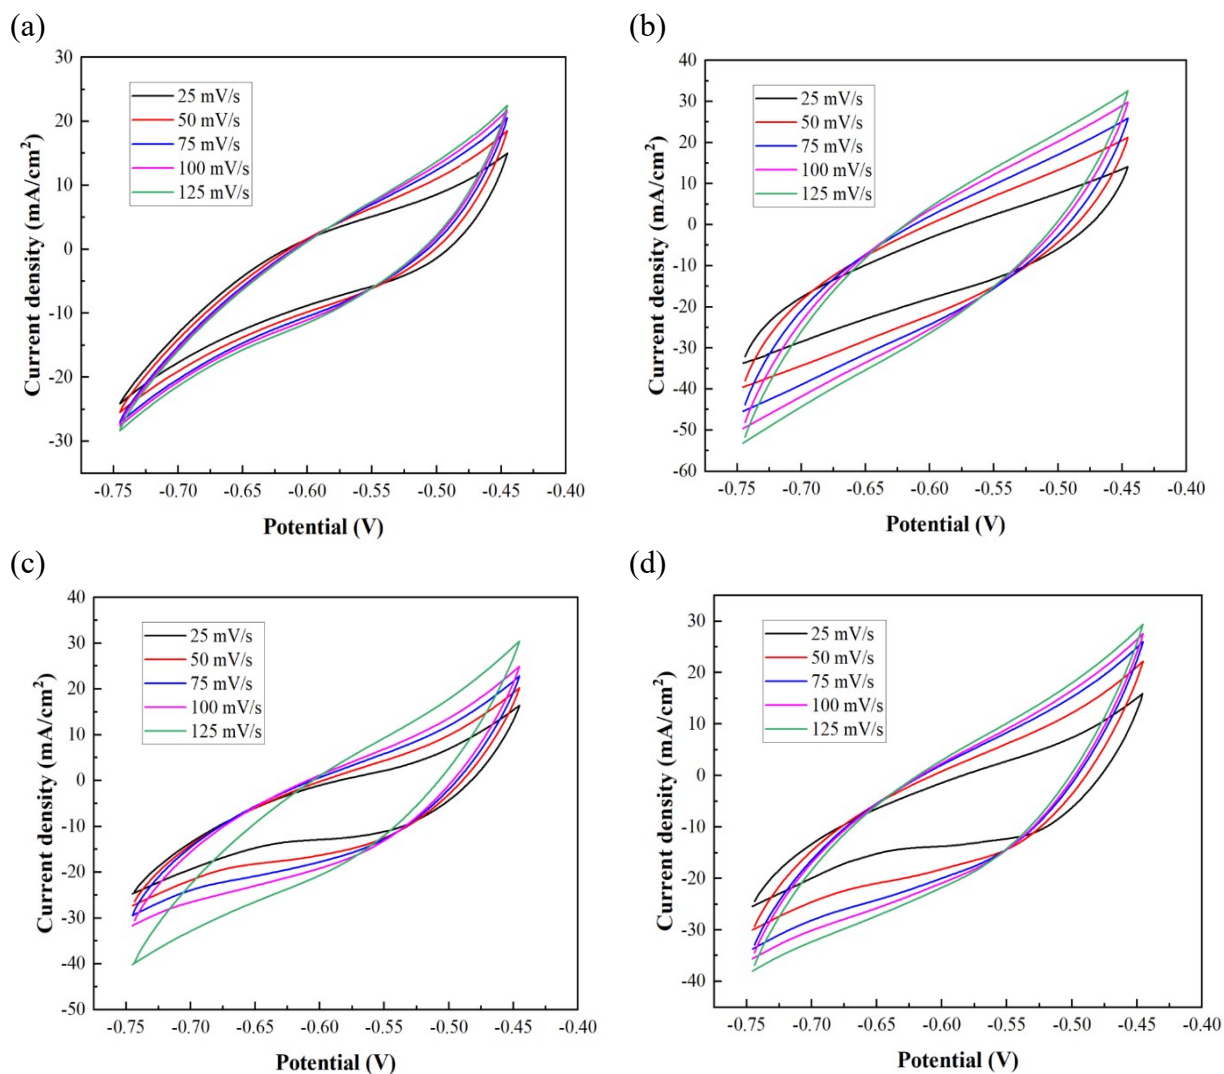 (a)
30
20
10
0
-10
-20
-30
Current density (mA/cm²)
25 mV/s
50 mV/s
75 mV/s
100 mV/s
125 mV/s
-0.75 -0.70 -0.65 -0.60 -0.55 -0.50 -0.45 -0.40
Potential (V)
(b)
40
30
20
10
0
-10
-20
-30
-40
-50
-60
Current density (mA/cm²)
25 mV/s
50 mV/s
75 mV/s
100 mV/s
125 mV/s
-0.75 -0.70 -0.65 -0.60 -0.55 -0.50 -0.45 -0.40
Potential (V)
(c)
40
30
20
10
0
-10
-20
-30
-40
-50
Current density (mA/cm²)
25 mV/s
50 mV/s
75 mV/s
100 mV/s
125 mV/s
-0.75 -0.70 -0.65 -0.60 -0.55 -0.50 -0.45 -0.40
Potential (V)
(d)
30
20
10
0
-10
-20
-30
-40
Current density (mA/cm²)
25 mV/s
50 mV/s
75 mV/s
100 mV/s
125 mV/s
-0.75 -0.70 -0.65 -0.60 -0.55 -0.50 -0.45 -0.40
Potential (V)